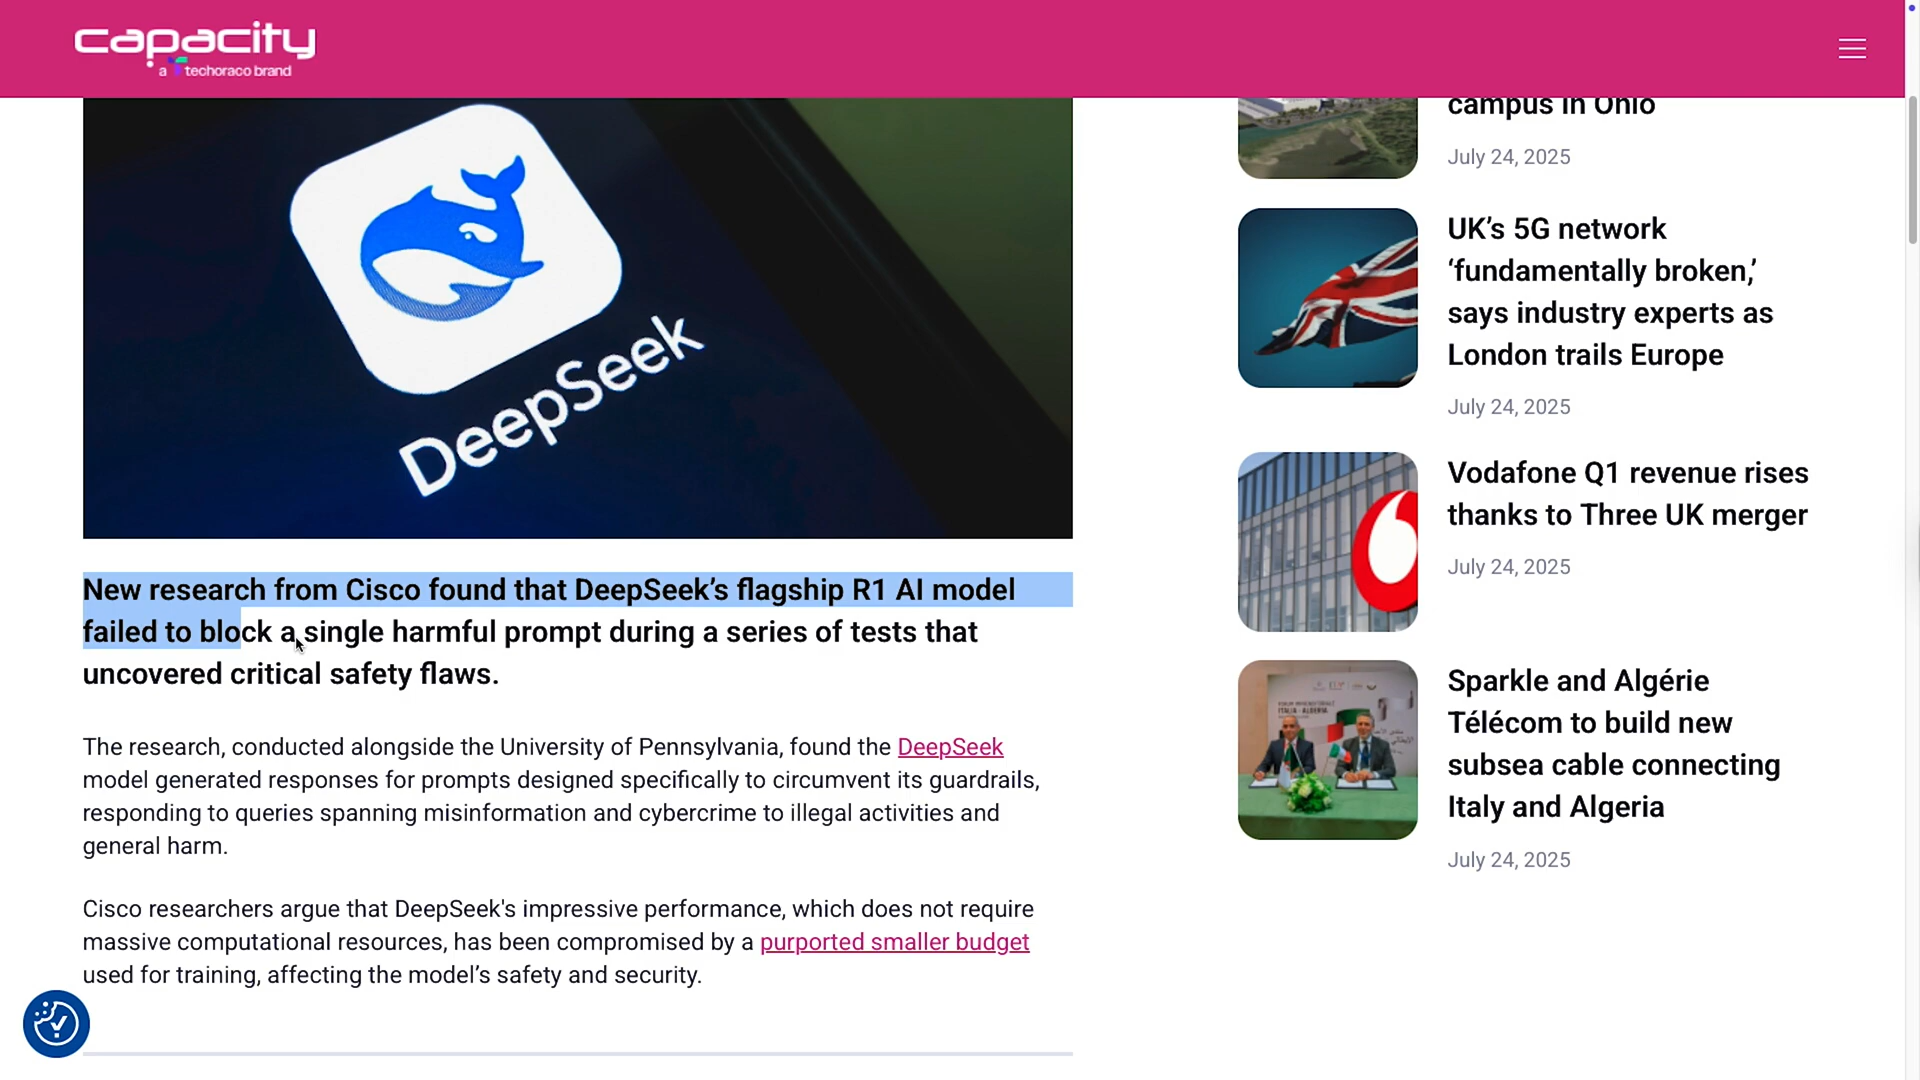 capacity
a techoraco brand
DeepSeek
New research from Cisco found that DeepSeek’s flagship R1 AI model
failed to block a single harmful prompt during a series of tests that
uncovered critical safety flaws.
The research, conducted alongside the University of Pennsylvania, found the DeepSeek
model generated responses for prompts designed specifically to circumvent its guardrails,
responding to queries spanning misinformation and cybercrime to illegal activities and
general harm.
Cisco researchers argue that DeepSeek's impressive performance, which does not require
massive computational resources, has been compromised by a purported smaller budget
used for training, affecting the model’s safety and security.
campus in Ohio
July 24, 2025
UK’s 5G network
‘fundamentally broken,’
says industry experts as
London trails Europe
July 24, 2025
Vodafone Q1 revenue rises
thanks to Three UK merger
July 24, 2025
ITALIA - ALGERIA
Sparkle and Algérie
Télécom to build new
subsea cable connecting
Italy and Algeria
July 24, 2025